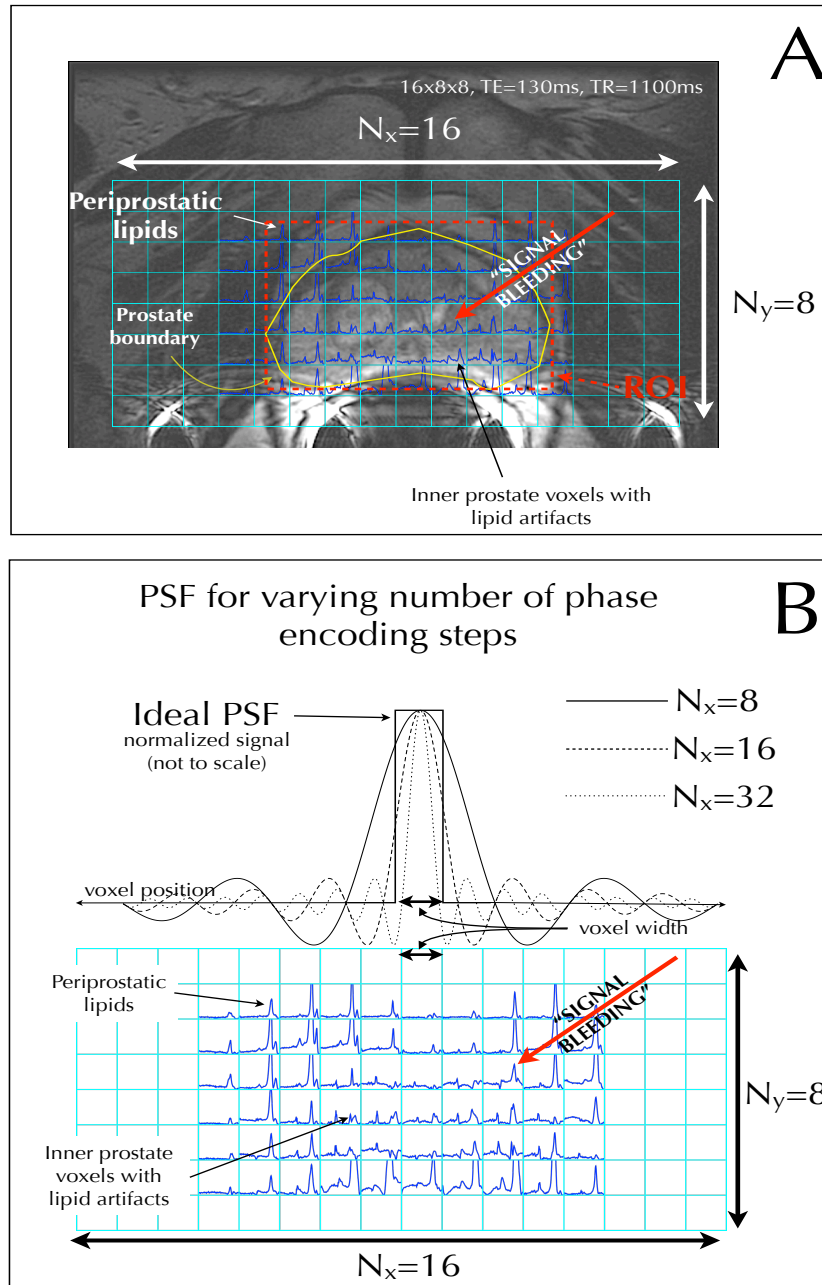 A
16x8x8, TE=130ms, TR=1100ms
Nx=16
Periprostatic
lipids
“SIGNAL
BLEEDING”
Ny=8
Prostate
boundary
ROI
Inner prostate voxels with
lipid artifacts
B
PSF for varying number of phase
encoding steps
Ideal PSF
normalized signal
(not to scale)
Nx=8
Nx=16
Nx=32
voxel position
voxel width
Periprostatic
lipids
“SIGNAL
BLEEDING”
Ny=8
Inner prostate
voxels with
lipid artifacts
Nx=16